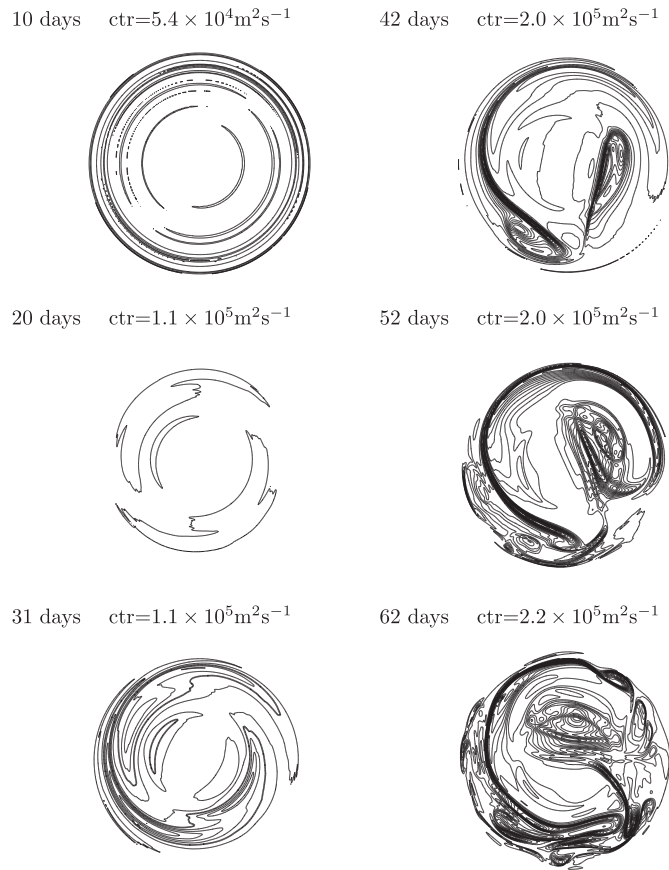 10 days ctr=5.4 × 10⁴m²s⁻¹
42 days ctr=2.0 × 10⁵m²s⁻¹
20 days ctr=1.1 × 10⁵m²s⁻¹
52 days ctr=2.0 × 10⁵m²s⁻¹
31 days ctr=1.1 × 10⁵m²s⁻¹
62 days ctr=2.2 × 10⁵m²s⁻¹